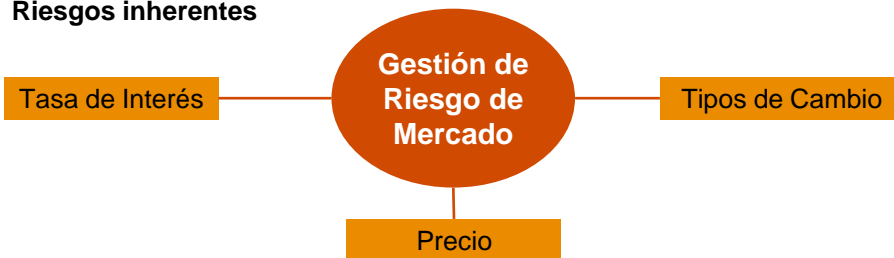 Riesgos inherentes
Gestión de
Riesgo de
Mercado
Tasa de Interés
Tipos de Cambio
Precio